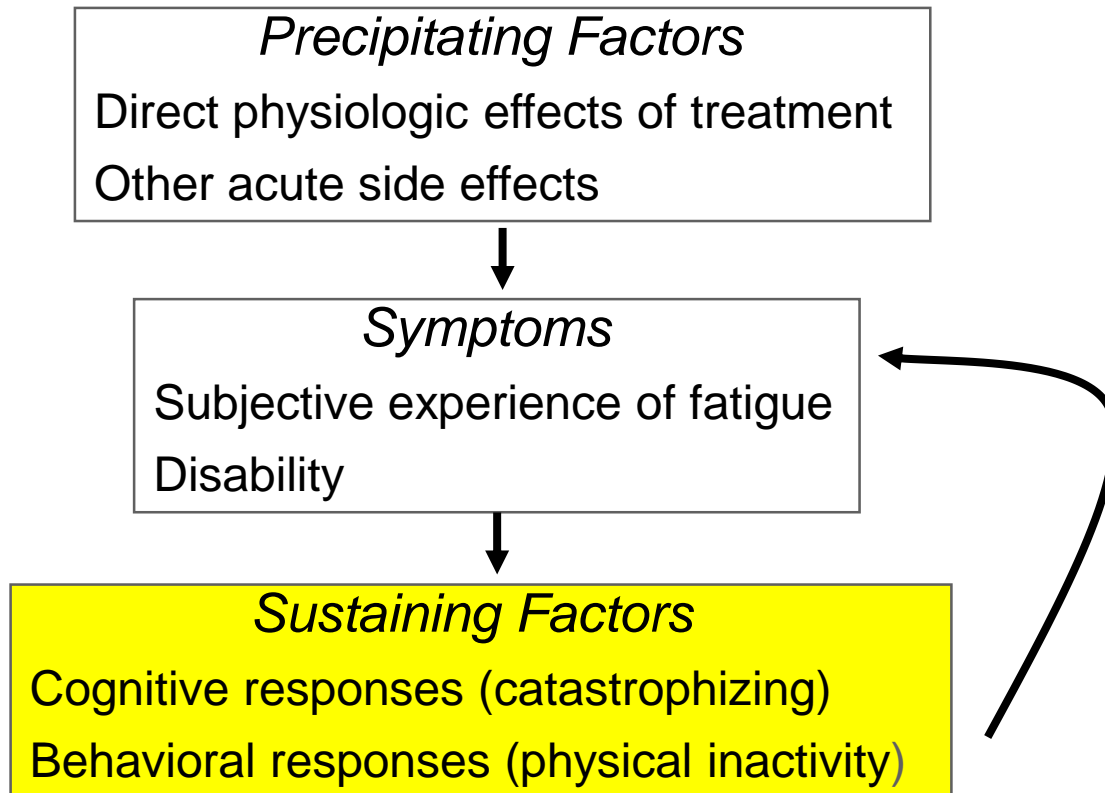 Precipitating Factors
Direct physiologic effects of treatment
Other acute side effects
Symptoms
Subjective experience of fatigue
Disability
Sustaining Factors
Cognitive responses (catastrophizing)
Behavioral responses (physical inactivity)